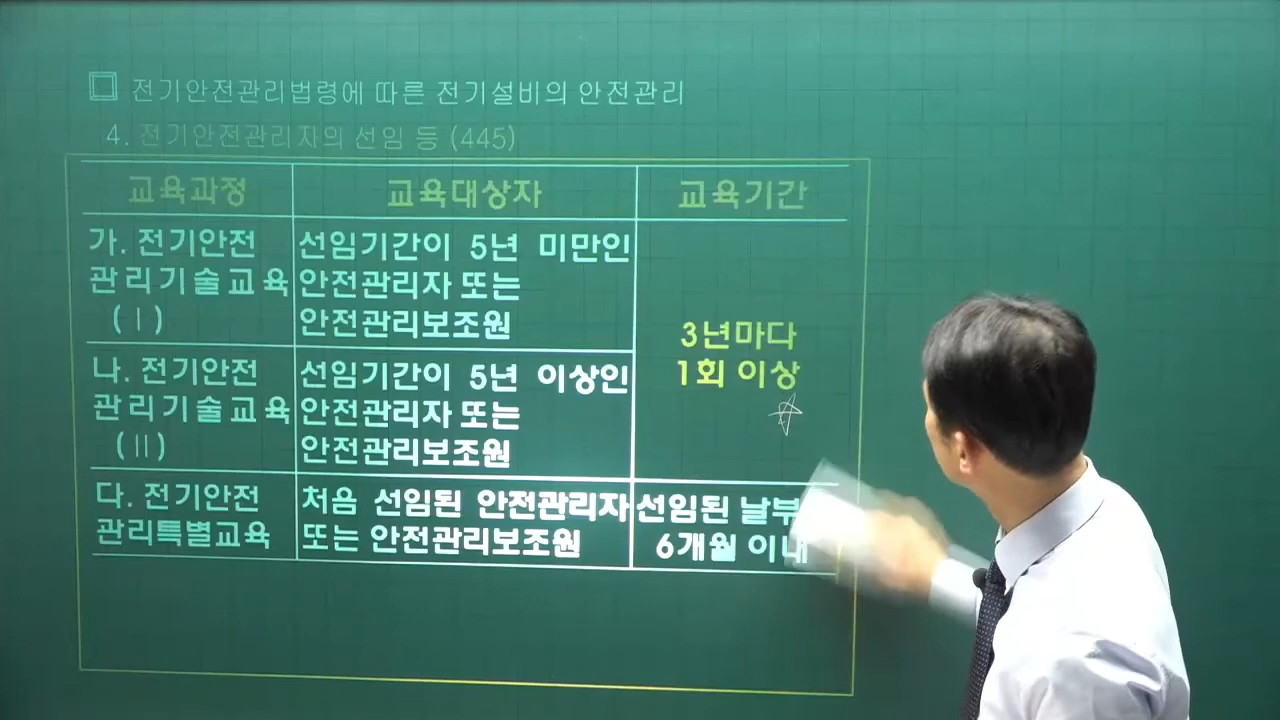 전기안전관리법령에 따른 전기설비의 안전관리
4. 전기안전관리자의 선임 등 (445)
교육과정 교육대상자 교육기간
가. 전기안전
관리기술교육
(Ⅰ)
선임기간이 5년 미만인
안전관리자 또는
안전관리보조원
3년마다
1회 이상
나. 전기안전
관리기술교육
(Ⅱ)
선임기간이 5년 이상인
안전관리자 또는
안전관리보조원
다. 전기안전
관리특별교육
처음 선임된 안전관리자
또는 안전관리보조원
선임된 날부
6개월 이내